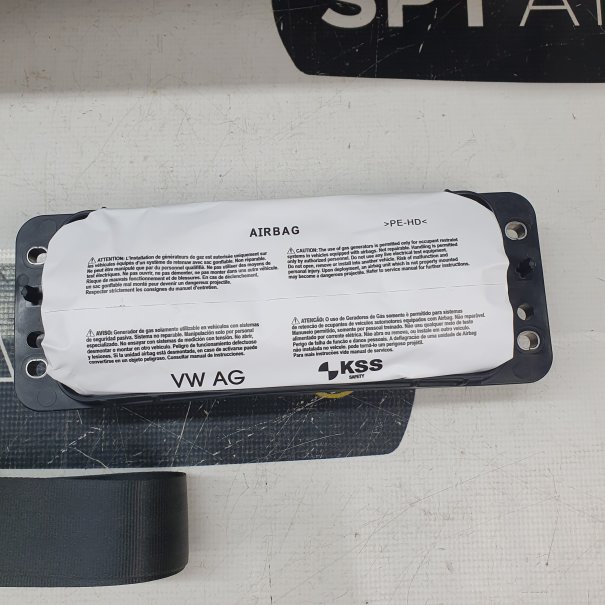 SPY AI
AIRBAG
>PE-HD<
⚠ ATTENTION: L'installation de générateurs de gaz est autorisée uniquement sur
les véhicules équipés d'un système de retenue avec sac gonflable. Non réparable.
Ne peut être manipulé que par du personnel qualifié. Ne pas utiliser des moyens de
test électriques. Ne pas ouvrir, ne pas démonter, ne pas monter dans une autre véhicule.
Risque de mauvais fonctionnement et de blessures. En cas de déclenchement,
un sac gonflable mal monté peut devenir un dangereux projectile.
Respecter strictement les consignes du manuel d'entretien.
⚠ CAUTION: The use of gas generators is permitted only for occupant restraint
systems in vehicles equipped with airbags. Not repairable. Handling is permitted
only by authorized personnel. Do not use any live electrical test equipment.
Do not open, remove or install into another vehicle. Risk of malfunction and
personal injury. Upon deployment, an airbag unit which is not properly mounted
may become a dangerous projectile. Refer to service manual for further instructions.
⚠ AVISO: Generador de gas solamente utilizable en vehículos con sistemas
de seguridad pasiva. Sistema no reparable. Manipulación solo por personal
especializado. No ensayar con sistemas de medición con tensión. No abrir,
desmontar o montar en otro vehículo. Peligro de funcionamiento defectuoso
y lesiones. Si la unidad airbag está desmontada, en caso de activarse puede
convertirse en un objeto peligroso. Consultar manual de instrucciones.
⚠ ATENCÃO: O uso de Geradores de Gas somente é permitido para sistemas
de retencão de ocupantes de veículos automotores equipados com Airbag. Não reparável.
Manuseio permitido, somente por pessoal treinado. Não usa qualquer modo de teste
alimentado por corrente elétrica. Não abra ou remova, ou instale em outro veículo.
Perigo de falha de funcão e danos pessoais. A deflagracao de uma unidade de Airbag
não instalada no veículo, pode torná-la um perigoso projétil.
Para mais instruções vide manual de servicos.
VW AG
KSS
SAFETY